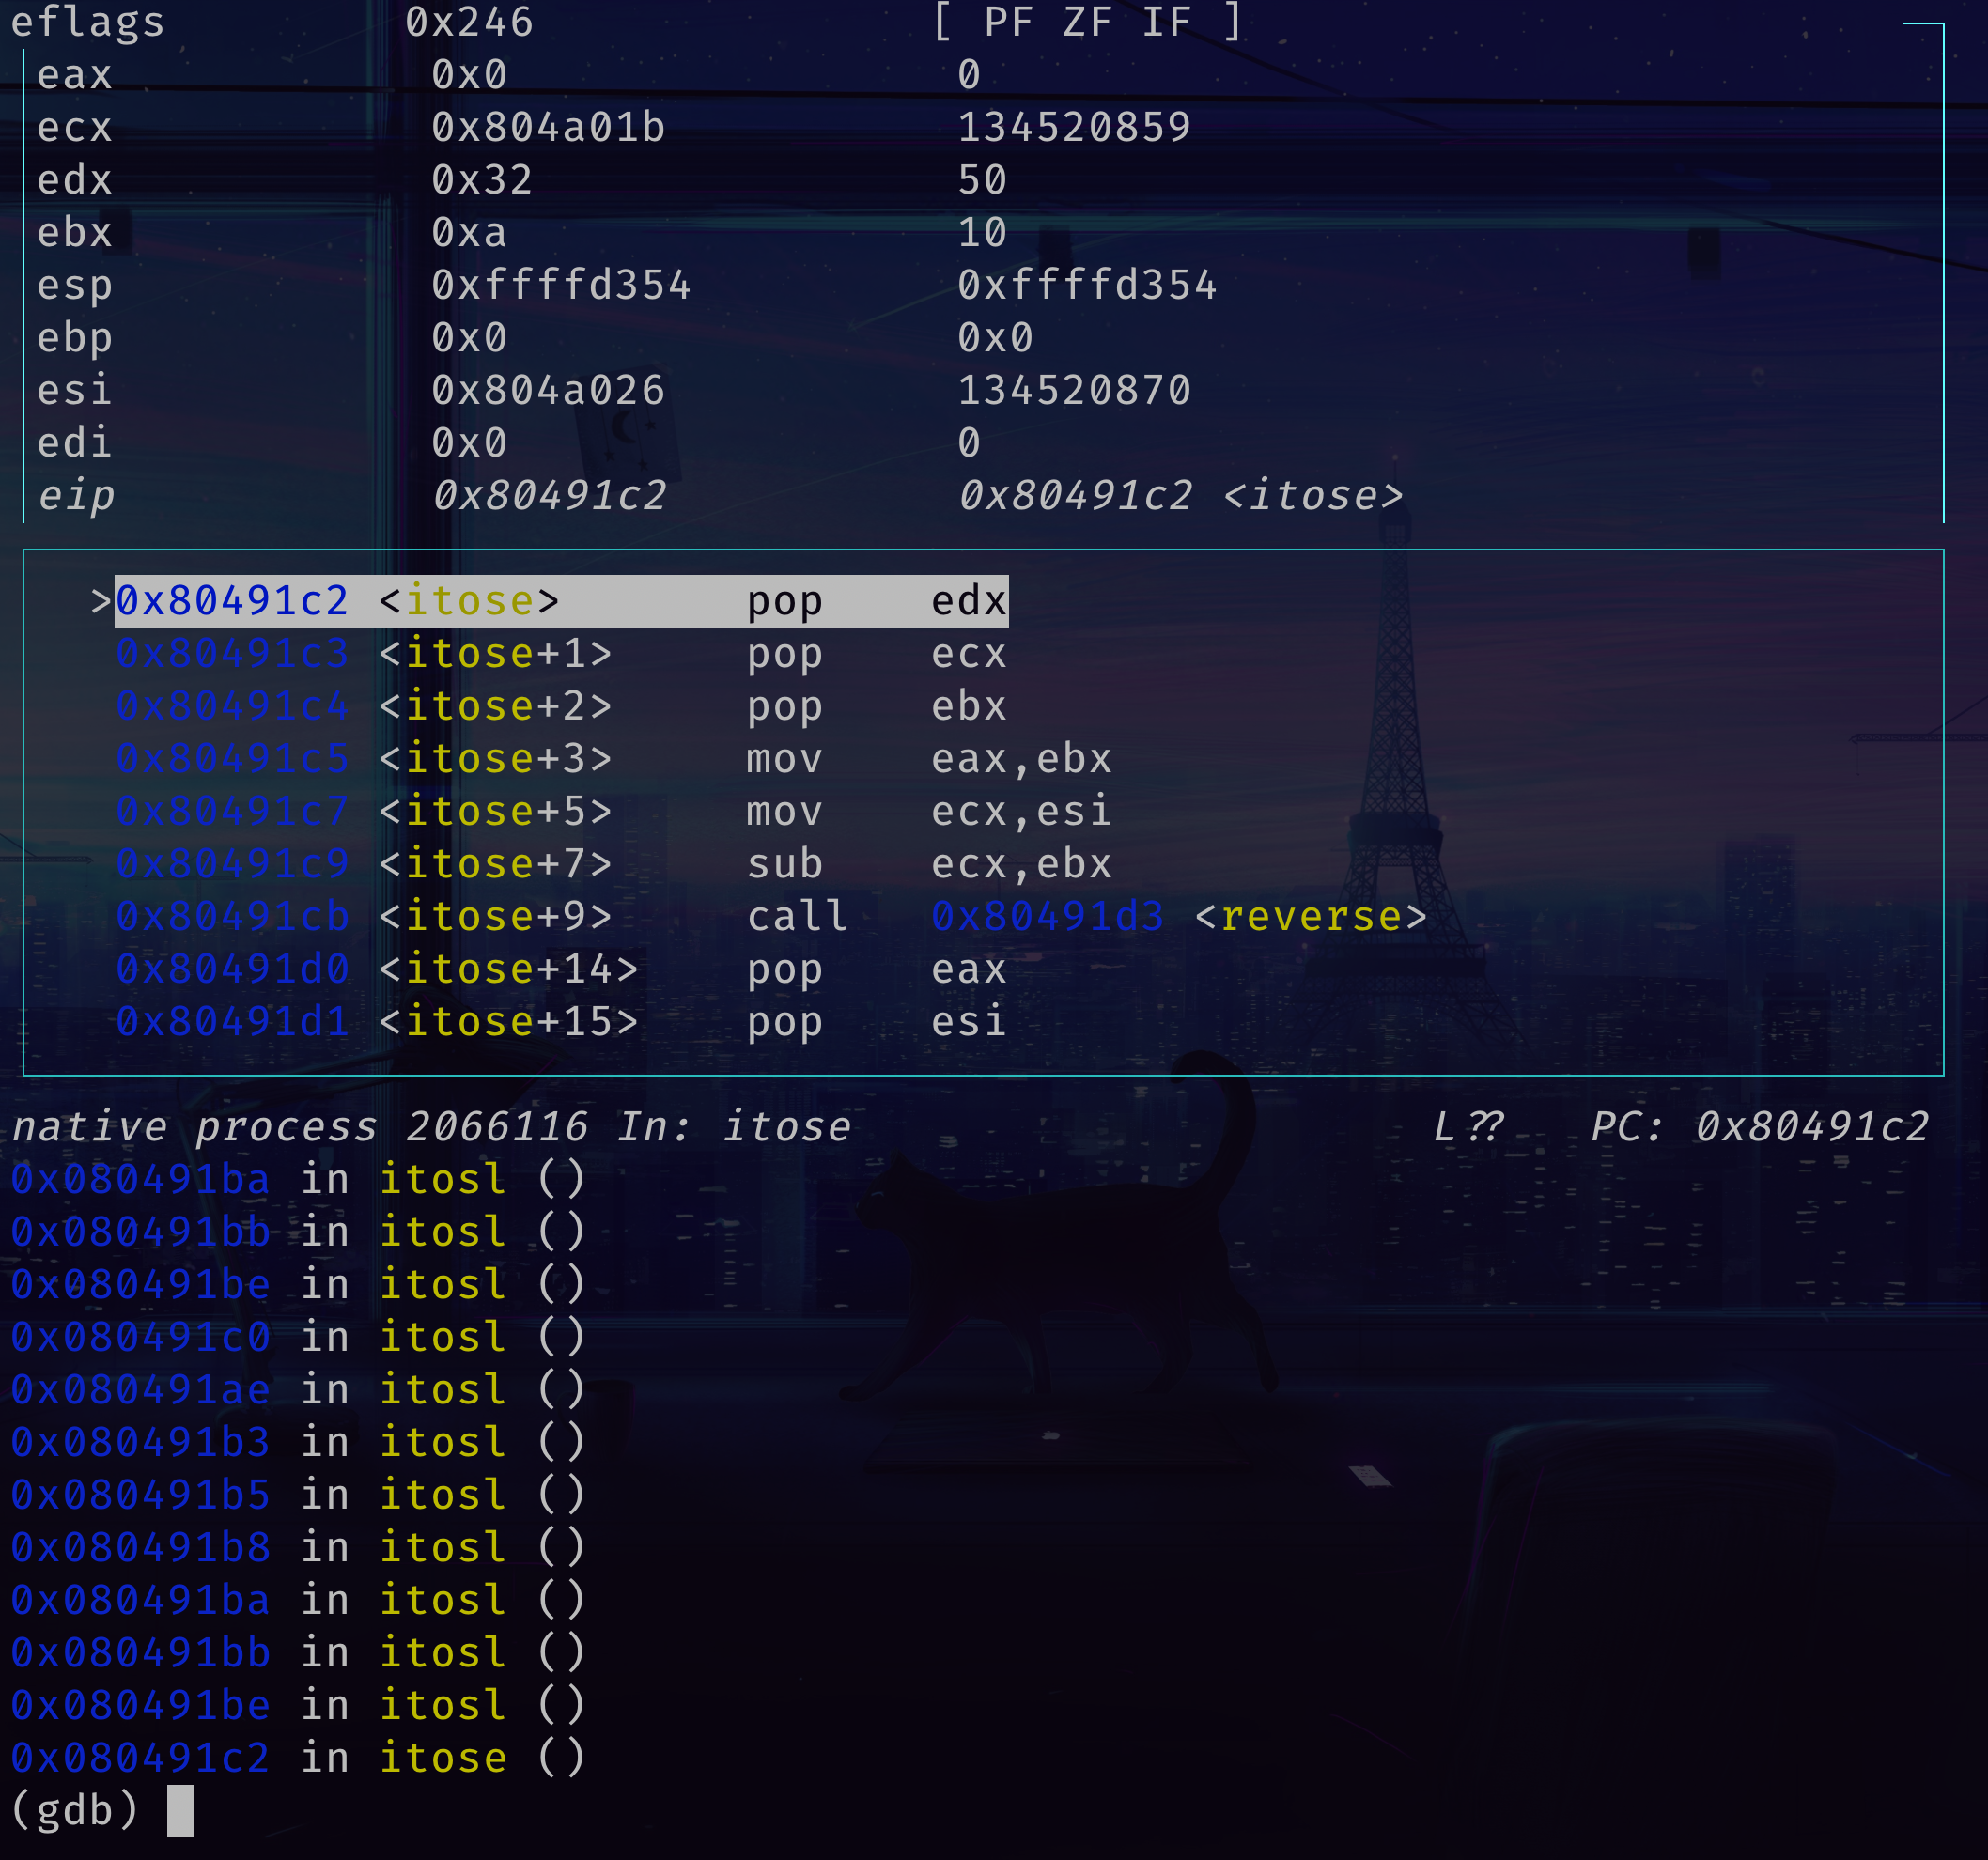 eflags 0x246 [ PF ZF IF ]
eax 0x0 0
ecx 0x804a01b 134520859
edx 0x32 50
ebx 0xa 10
esp 0xffffd354 0xffffd354
ebp 0x0 0x0
esi 0x804a026 134520870
edi 0x0 0
eip 0x80491c2 0x80491c2 <itose>
>0x80491c2 <itose> pop edx
0x80491c3 <itose+1> pop ecx
0x80491c4 <itose+2> pop ebx
0x80491c5 <itose+3> mov eax,ebx
0x80491c7 <itose+5> mov ecx,esi
0x80491c9 <itose+7> sub ecx,ebx
0x80491cb <itose+9> call 0x80491d3 <reverse>
0x80491d0 <itose+14> pop eax
0x80491d1 <itose+15> pop esi
native process 2066116 In: itose L?? PC: 0x80491c2
0x080491ba in itosl ()
0x080491bb in itosl ()
0x080491be in itosl ()
0x080491c0 in itosl ()
0x080491ae in itosl ()
0x080491b3 in itosl ()
0x080491b5 in itosl ()
0x080491b8 in itosl ()
0x080491ba in itosl ()
0x080491bb in itosl ()
0x080491be in itosl ()
0x080491c2 in itose ()
(gdb)